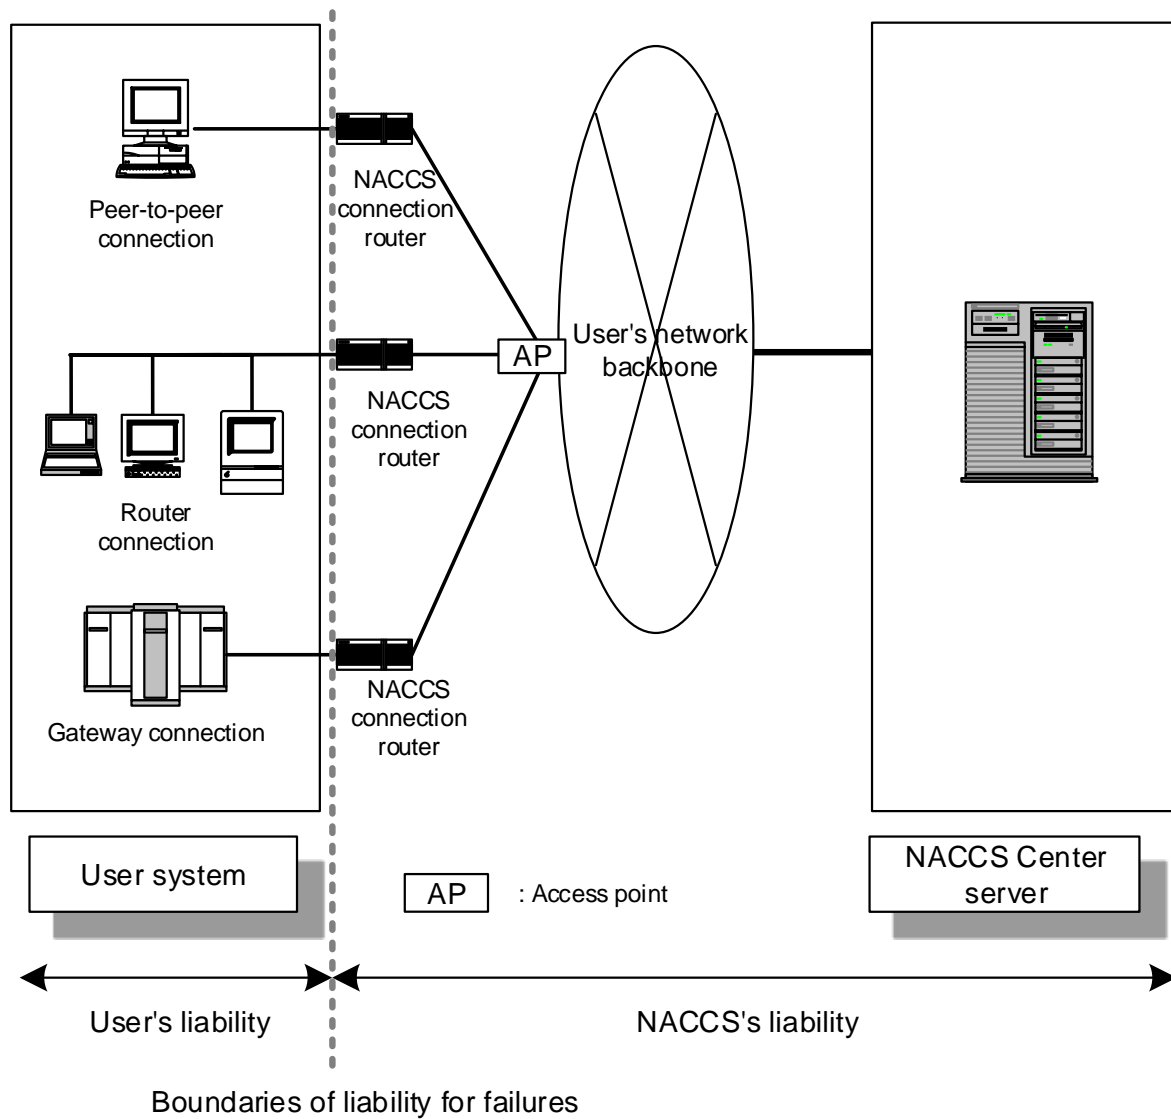 Peer-to-peer
connection
NACCS
connection
router
User's network
backbone
AP
NACCS
connection
router
Router
connection
NACCS
connection
router
Gateway connection
User system
AP : Access point
NACCS Center
server
User's liability
NACCS's liability
Boundaries of liability for failures